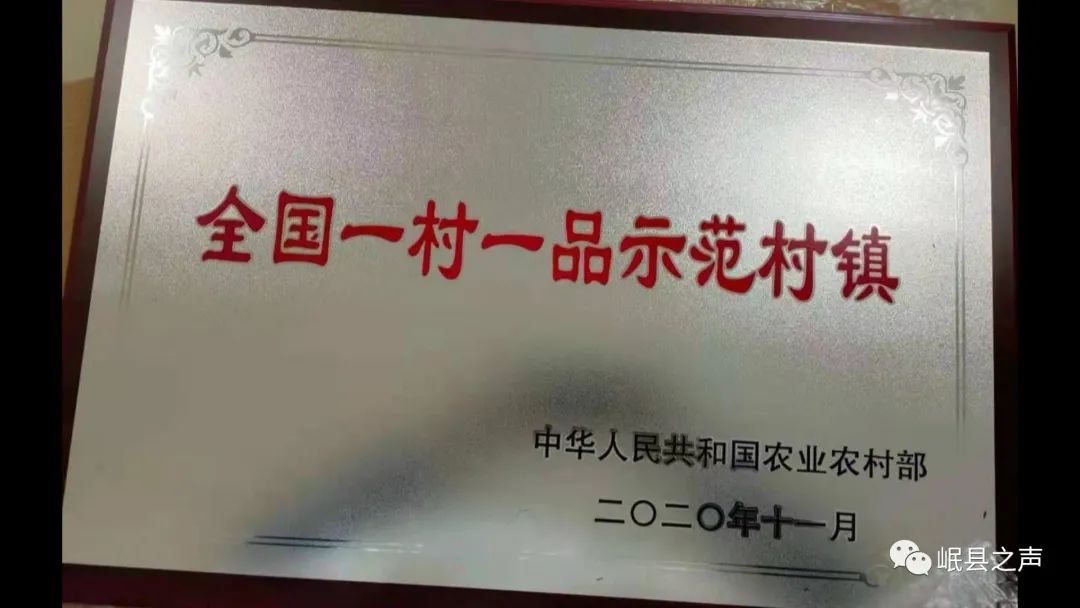 全国一村一品示范村镇
中华人民共和国农业农村部
二〇二〇年十一月
岷县之声